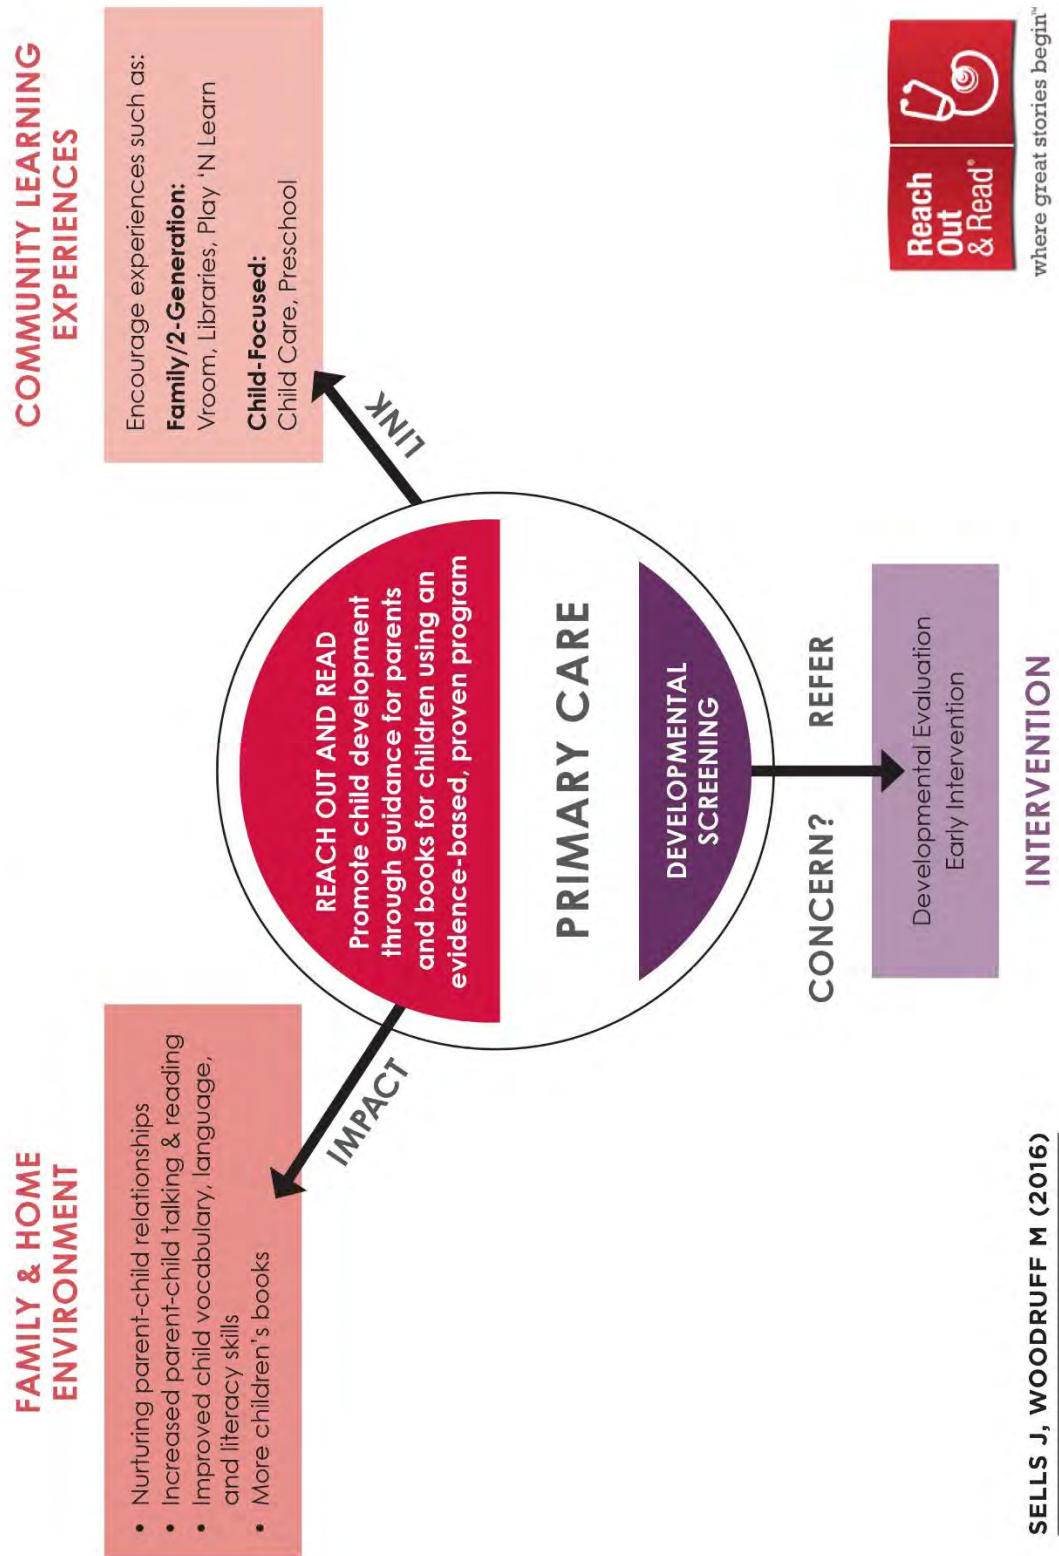 FAMILY & HOME
ENVIRONMENT
• Nurturing parent-child relationships
• Increased parent-child talking & reading
• Improved child vocabulary, language,
and literacy skills
• More children's books
IMPACT
COMMUNITY LEARNING
EXPERIENCES
Encourage experiences such as:
Family/2-Generation:
Vroom, Libraries, Play 'N Learn
Child-Focused:
Child Care, Preschool
LINK
REACH OUT AND READ
Promote child development
through guidance for parents
and books for children using an
evidence-based, proven program
PRIMARY CARE
DEVELOPMENTAL
SCREENING
CONCERN? REFER
Developmental Evaluation
Early Intervention
INTERVENTION
SELLS J, WOODRUFF M (2016)
Reach
Out
& Read®
where great stories begin™